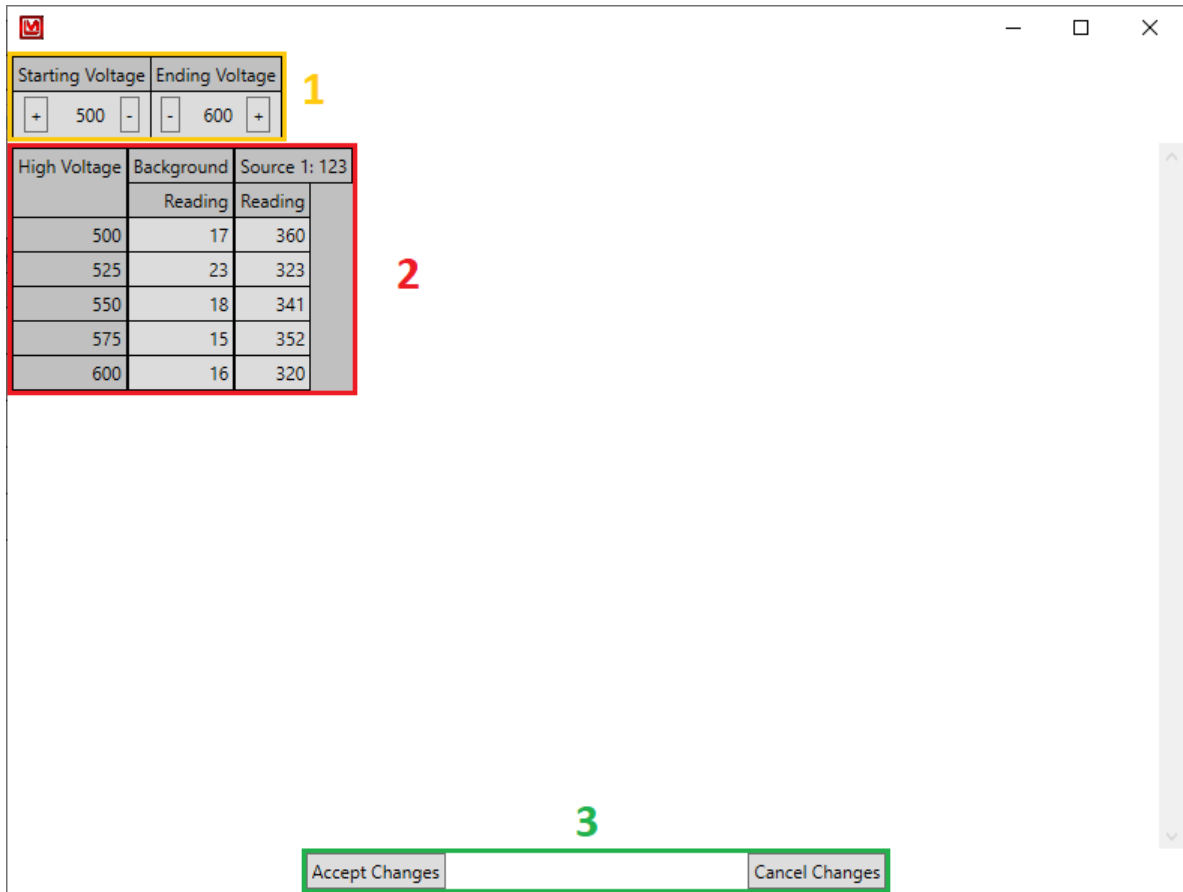 Starting Voltage Ending Voltage
+ 500 - - 600 +
1
High Voltage Background Source 1: 123
Reading Reading
500 17 360
525 23 323
550 18 341
575 15 352
600 16 320
2
3
Accept Changes Cancel Changes